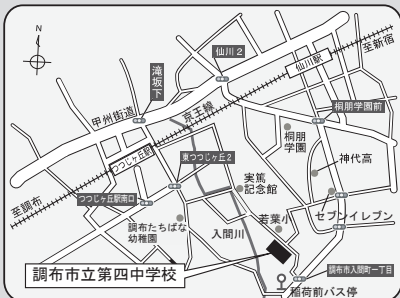 N
仙川2
至新宿
仙川駅
滝坂下
甲州街道
京王線
桐朋学園前
桐朋
学園
つつじヶ丘駅
東つつじヶ丘2
神代高
実篤
記念館
至調布
つつじヶ丘駅南口
若葉小
セブンイレブン
調布たちばな
幼稚園
入間川
調布市立第四中学校
調布市入間町一丁目
稲荷前バス停